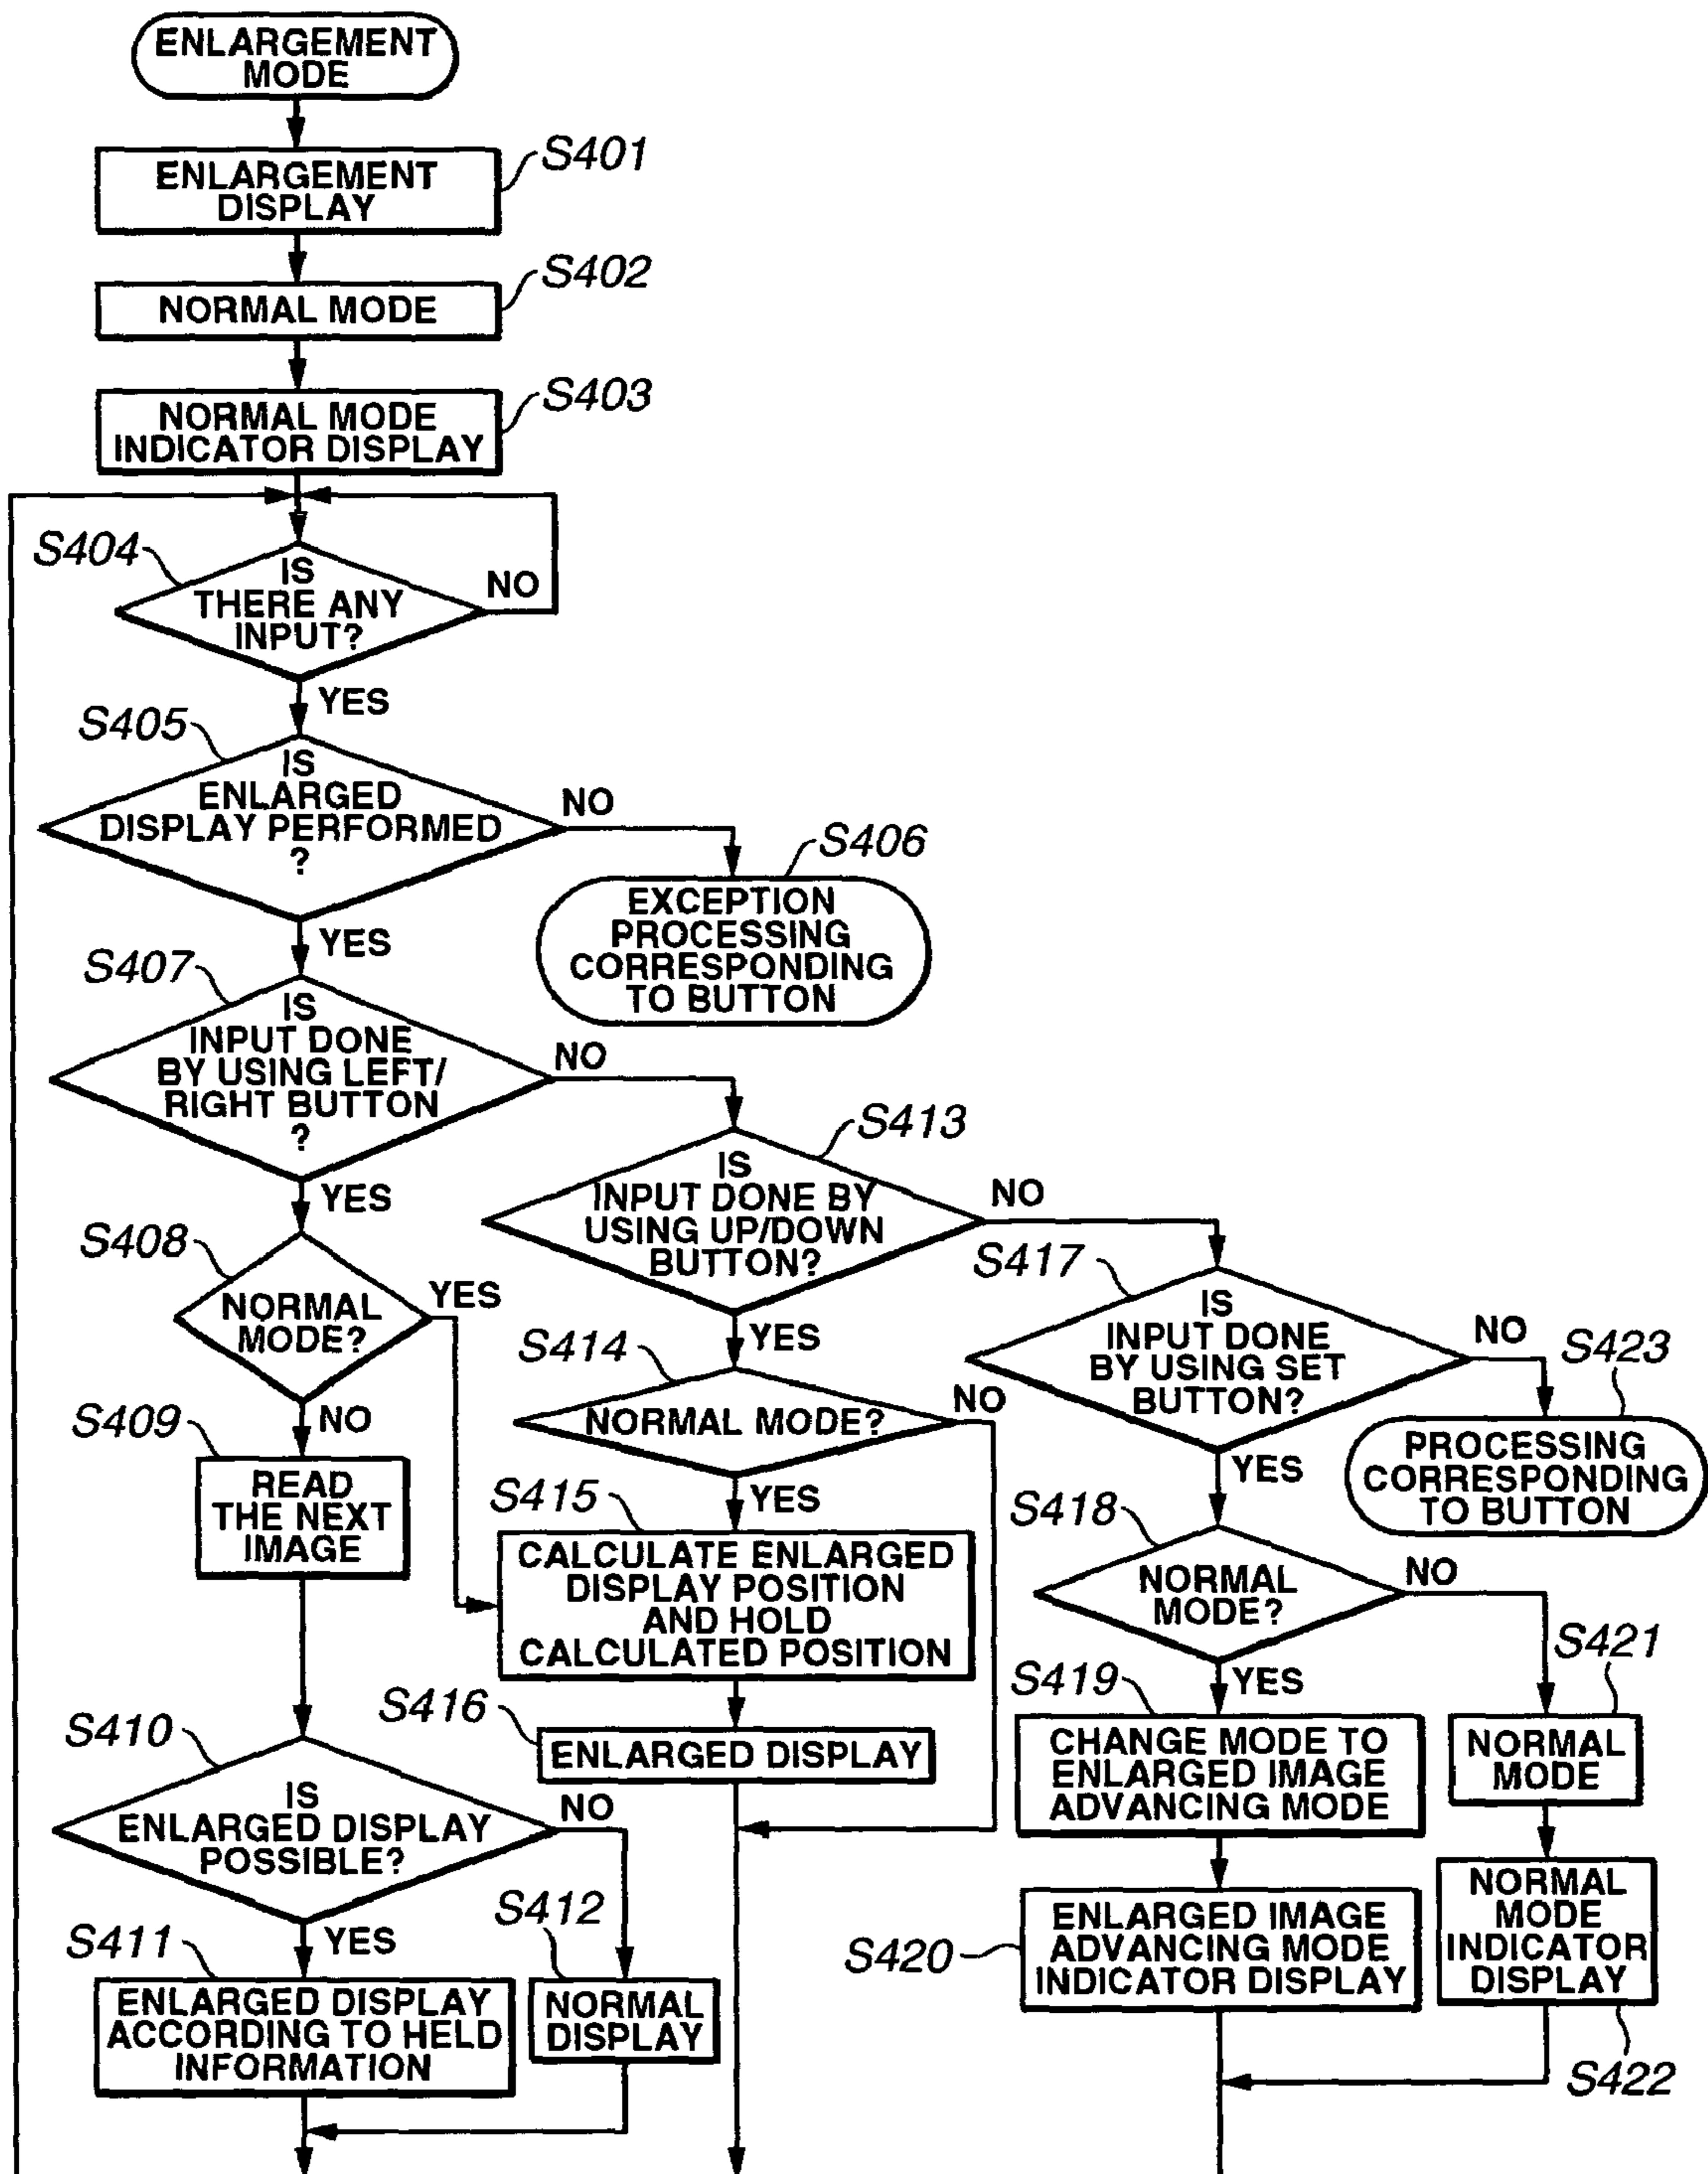 ENLARGEMENT
MODE
S401
ENLARGEMENT
DISPLAY
S402
NORMAL MODE
S403
NORMAL MODE
INDICATOR DISPLAY
S404
IS
THERE ANY
INPUT?
NO
YES
S405
IS
ENLARGED
DISPLAY PERFORMED
?
NO
S406
EXCEPTION
PROCESSING
CORRESPONDING
TO BUTTON
YES
S407
IS
INPUT DONE
BY USING LEFT/
RIGHT BUTTON
?
NO
YES
S408
NORMAL
MODE?
YES
NO
S409
READ
THE NEXT
IMAGE
S410
IS
ENLARGED DISPLAY
POSSIBLE?
NO
YES
S411
ENLARGED DISPLAY
ACCORDING TO HELD
INFORMATION
S412
NORMAL
DISPLAY
S413
IS
INPUT DONE BY
USING UP/DOWN
BUTTON?
NO
YES
S414
NORMAL MODE?
NO
YES
S415
CALCULATE ENLARGED
DISPLAY POSITION
AND HOLD
CALCULATED POSITION
S416
ENLARGED DISPLAY
S417
IS
INPUT DONE
BY USING SET
BUTTON?
NO
S423
PROCESSING
CORRESPONDING
TO BUTTON
YES
S418
NORMAL
MODE?
NO
YES
S419
CHANGE MODE TO
ENLARGED IMAGE
ADVANCING MODE
S420
ENLARGED IMAGE
ADVANCING MODE
INDICATOR DISPLAY
S421
NORMAL
MODE
NORMAL
MODE
INDICATOR
DISPLAY
S422